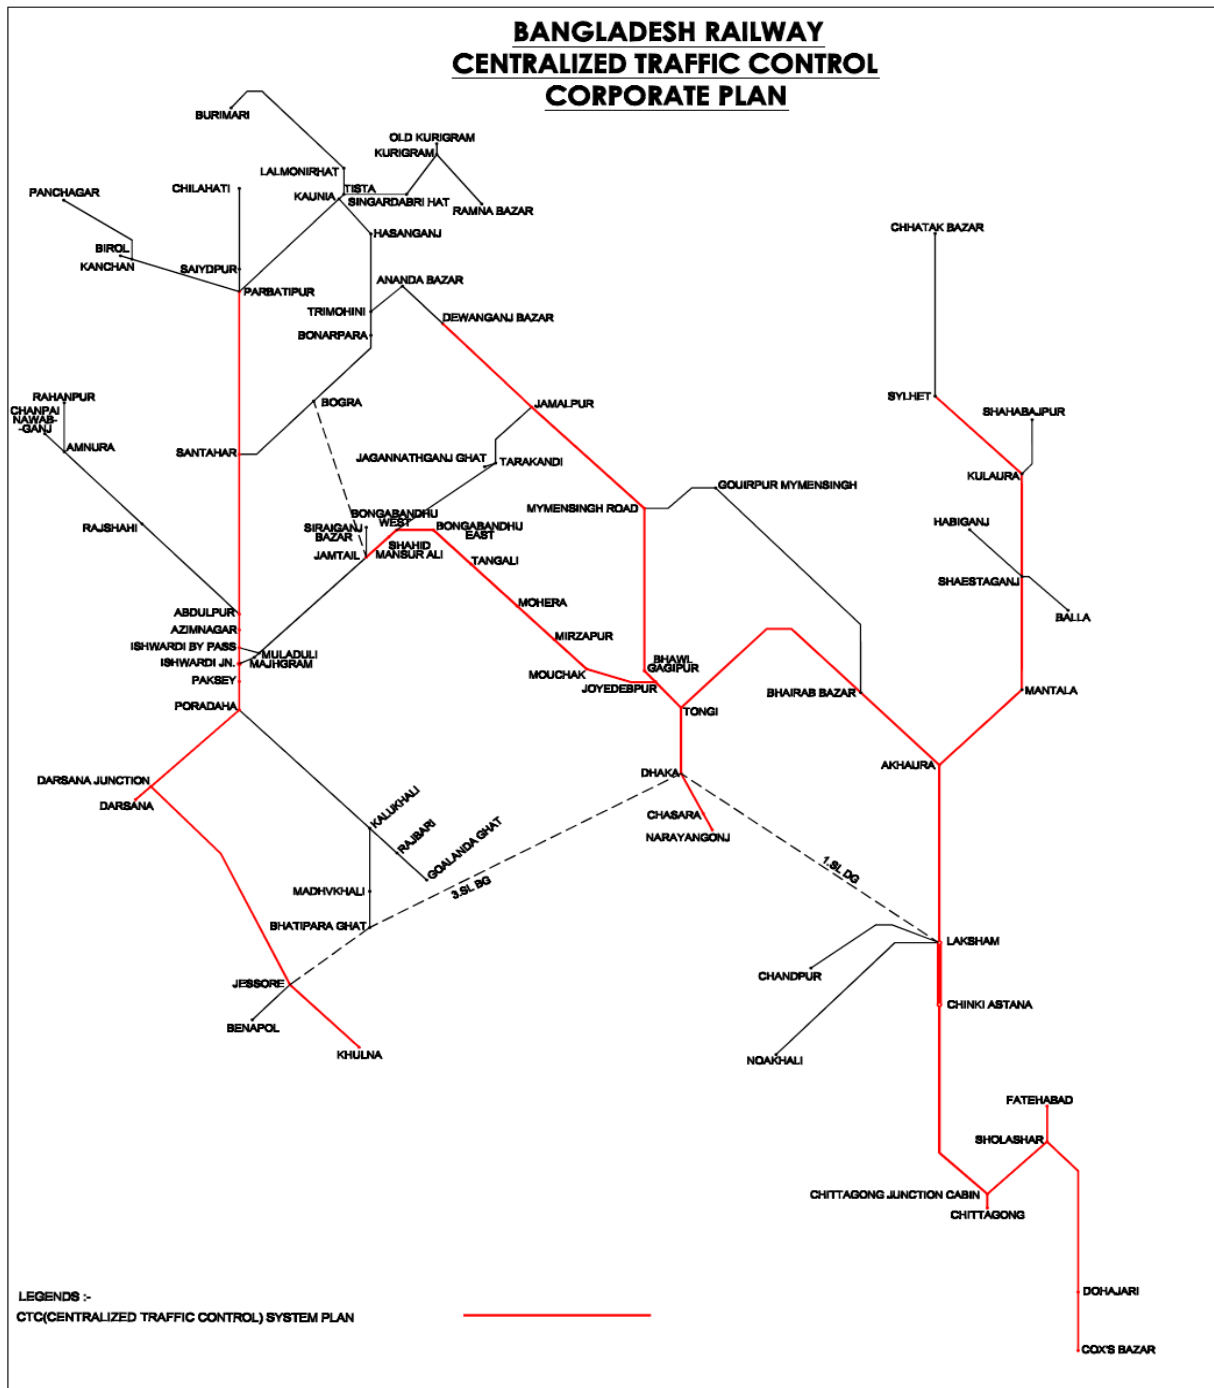 BANGLADESH RAILWAY
CENTRALIZED TRAFFIC CONTROL
CORPORATE PLAN
BURIMARI
OLD KURIGRAM
KURIGRAM
LALMONIRHAT
TISTA
PANCHAGAR
CHILAHATI
KAUNIA
SINGARDABRI HAT
RAMNA BAZAR
CHHATAK BAZAR
HASANGANJ
BIROL
KANCHAN
SAIYDPUR
ANANDA BAZAR
PARBATIPUR
TRIMOHINI
DEWANGANJ BAZAR
BONARPARA
RAHANPUR
CHANPAI
NAWAB-
-GANJ
BOGRA
JAMALPUR
SYLHET
SHAHABAJPUR
AMNURA
SANTAHAR
JAGANNATHGANJ GHAT
TARAKANDI
KULAURA
GOURPUR MYMENSINGH
MYMENSINGH ROAD
RAJSHAHI
BONGABANDHU
WEST
SIRAIGANJ
BAZAR
BONGABANDHU
EAST
HABIGANJ
SHAHID
MANSUR ALI
JAMTAIL
TANGALI
SHAESTAGANJ
MOHERA
BALLA
ABDULPUR
AZIMNAGAR
MIRZAPUR
ISHWARDI BY PASS
MULADULI
ISHWARDI JN.
MAJHGRAM
BHAWL
GAGIPUR
PAKSEY
MOUCHAK
JOYEDEBPUR
BHAIRAB BAZAR
MANTALA
PORADAHA
TONGI
DARSANA JUNCTION
DHAKA
AKHAURA
DARSANA
CHASARA
NARAYANGONJ
KALUKHALI
RAJBARI
GOALANDA GHAT
1.SL DG
3.SL BG
MADHVKHALI
BHATIPARA GHAT
LAKSHAM
CHANDPUR
JESSORE
CHINKI ASTANA
BENAPOL
KHULNA
NOAKHALI
FATEHABAD
SHOLASHAR
CHITTAGONG JUNCTION CABIN
CHITTAGONG
DOHAJARI
LEGENDS :-
CTC(CENTRALIZED TRAFFIC CONTROL) SYSTEM PLAN
COX'S BAZAR